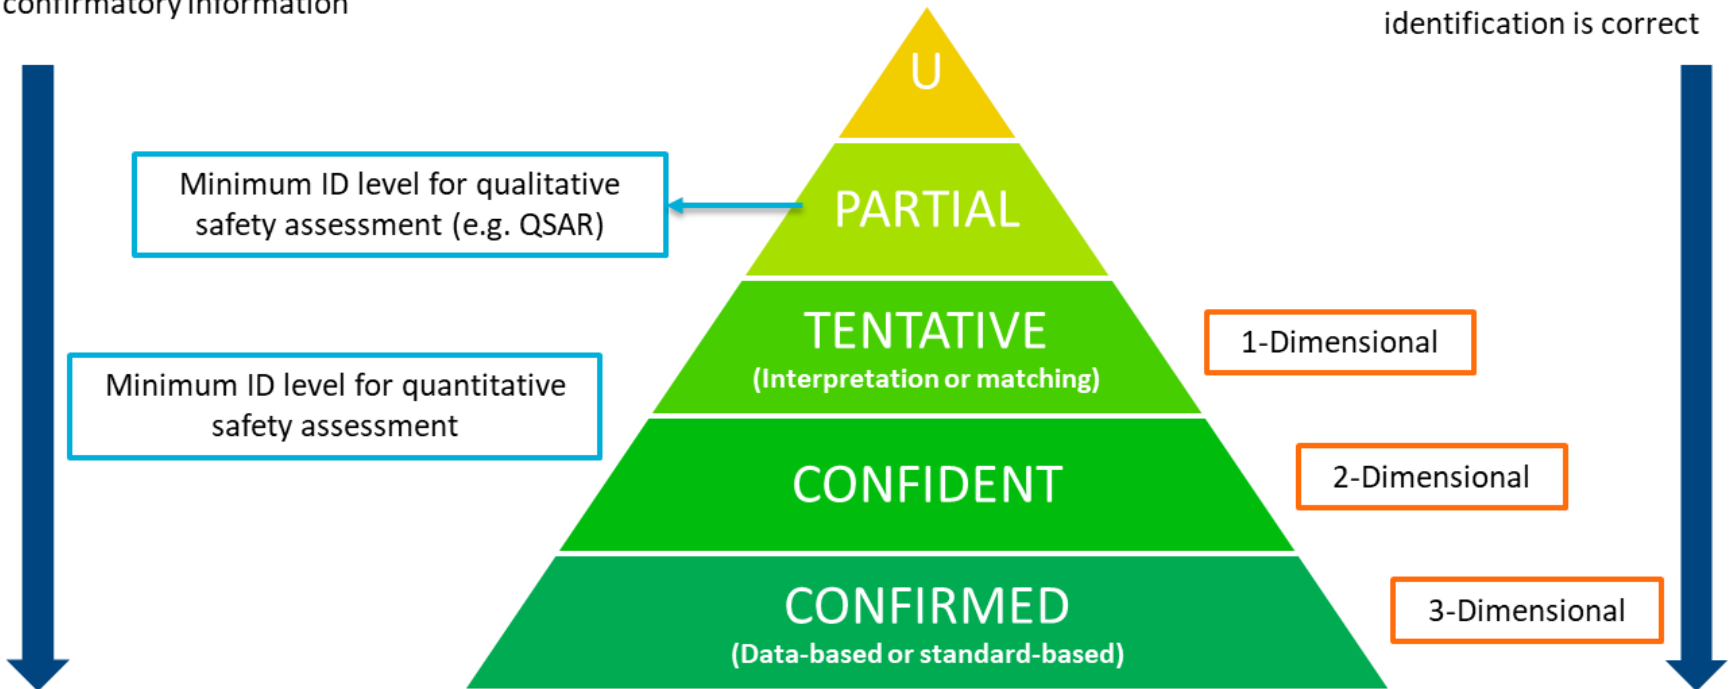 confirmatory information
identification is correct
U
Minimum ID level for qualitative
safety assessment (e.g. QSAR)
PARTIAL
TENTATIVE
(Interpretation or matching)
1-Dimensional
Minimum ID level for quantitative
safety assessment
CONFIDENT
2-Dimensional
CONFIRMED
(Data-based or standard-based)
3-Dimensional